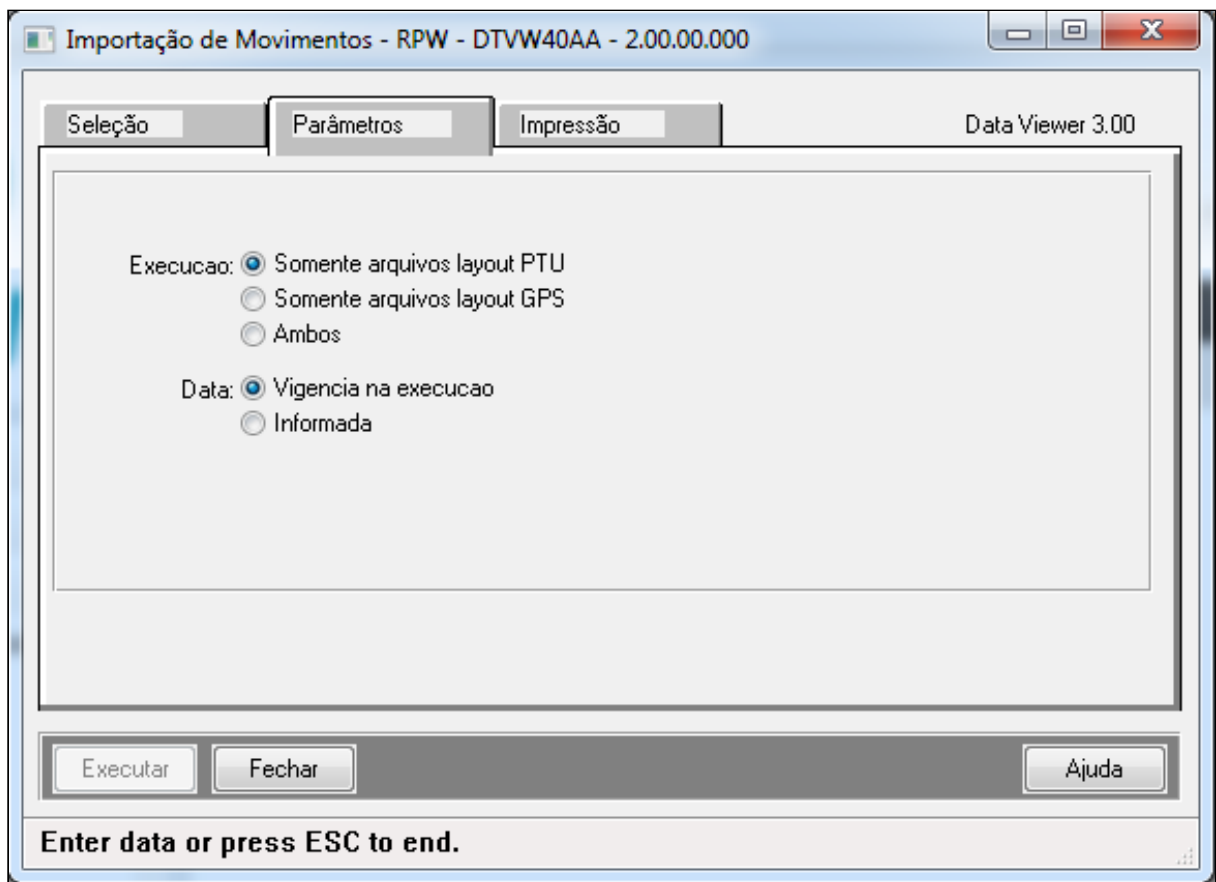 Importação de Movimentos - RPW - DTVW40AA - 2.00.00.000
Seleção Parâmetros Impressão Data Viewer 3.00
Execucao: Somente arquivos layout PTU
Somente arquivos layout GPS
Ambos
Data: Vigencia na execucao
Informada
Executar Fechar Ajuda
Enter data or press ESC to end.